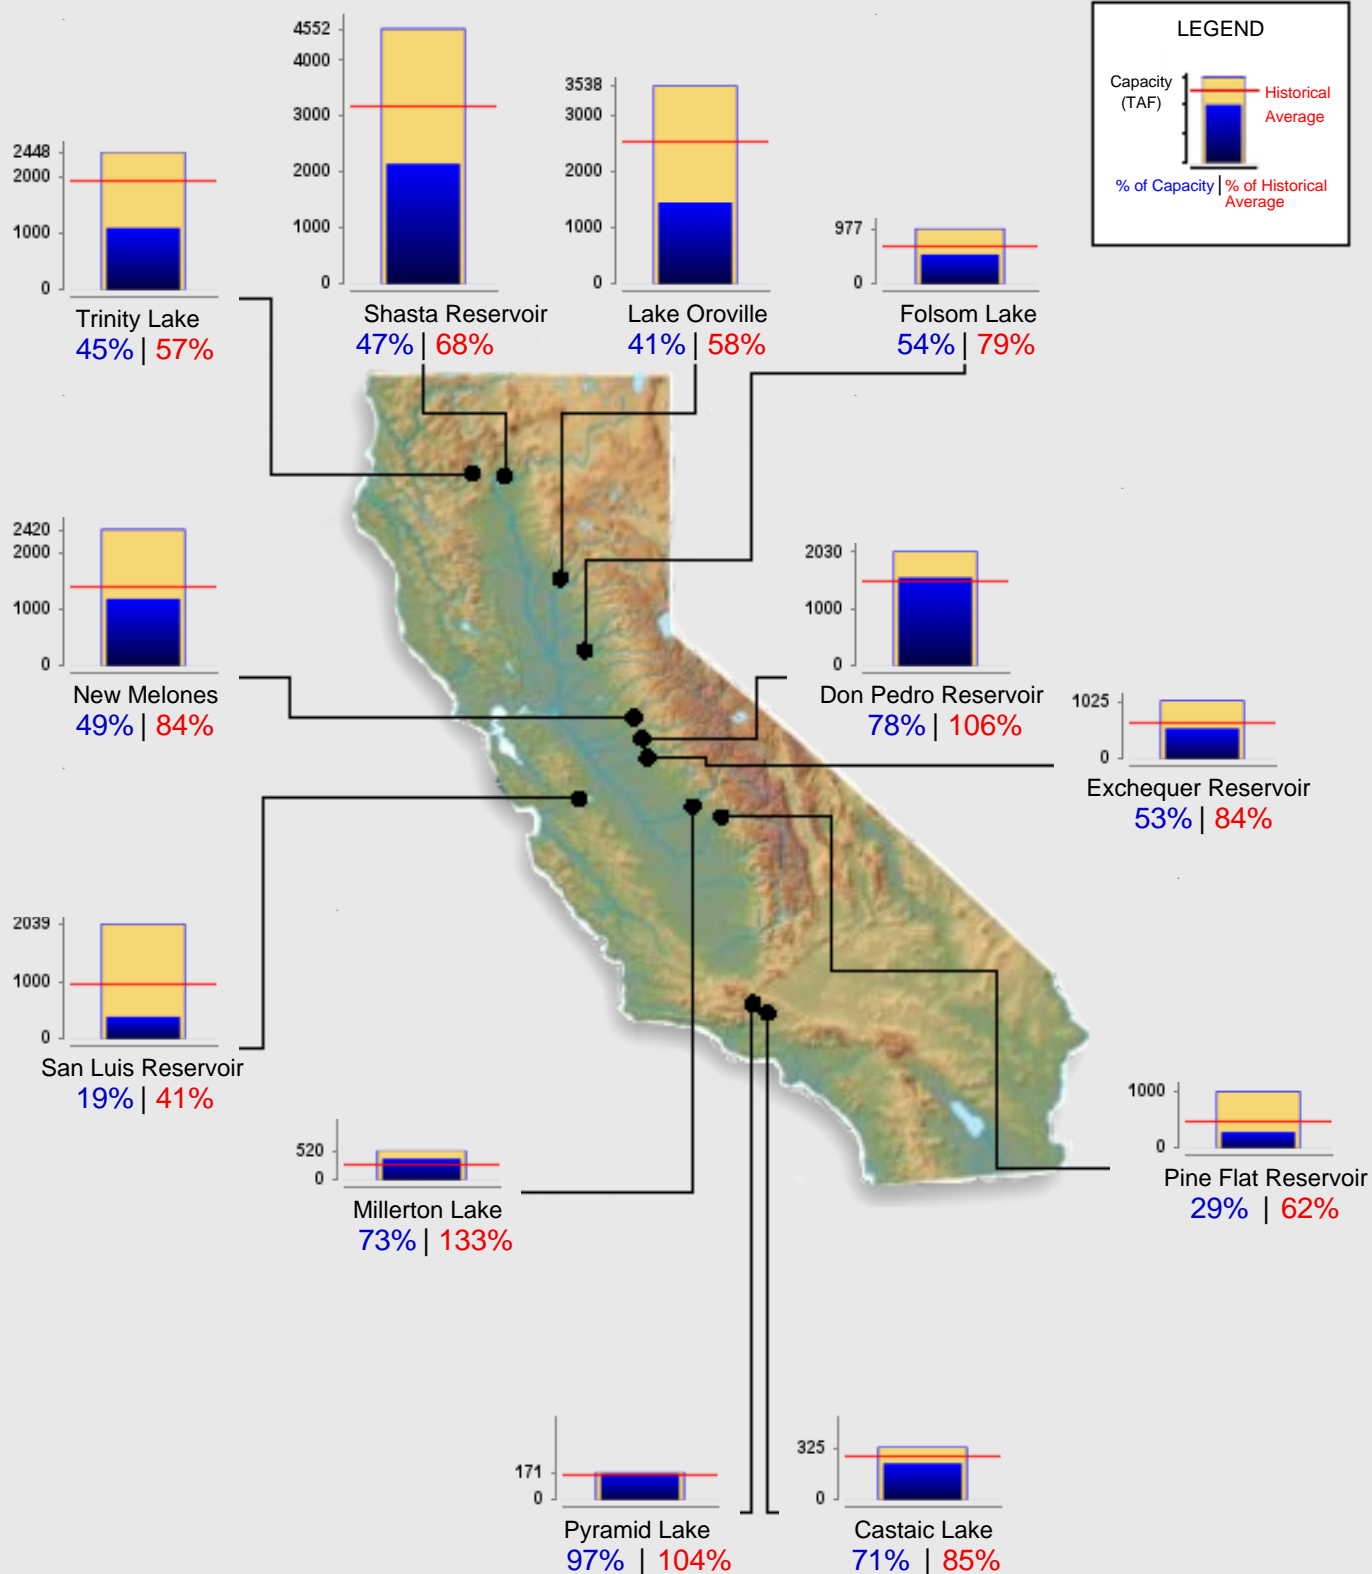 LEGEND
Capacity
(TAF)
Historical
Average
% of Capacity | % of Historical
Average
4552
4000
3000
2000
1000
0
Shasta Reservoir
47% | 68%
3538
3000
2000
1000
0
Lake Oroville
41% | 58%
2448
2000
1000
0
Trinity Lake
45% | 57%
977
0
Folsom Lake
54% | 79%
2420
2000
1000
0
New Melones
49% | 84%
2030
1000
0
Don Pedro Reservoir
78% | 106%
1025
0
Exchequer Reservoir
53% | 84%
2039
1000
0
San Luis Reservoir
19% | 41%
520
0
Millerton Lake
73% | 133%
1000
0
Pine Flat Reservoir
29% | 62%
171
0
Pyramid Lake
97% | 104%
325
0
Castaic Lake
71% | 85%